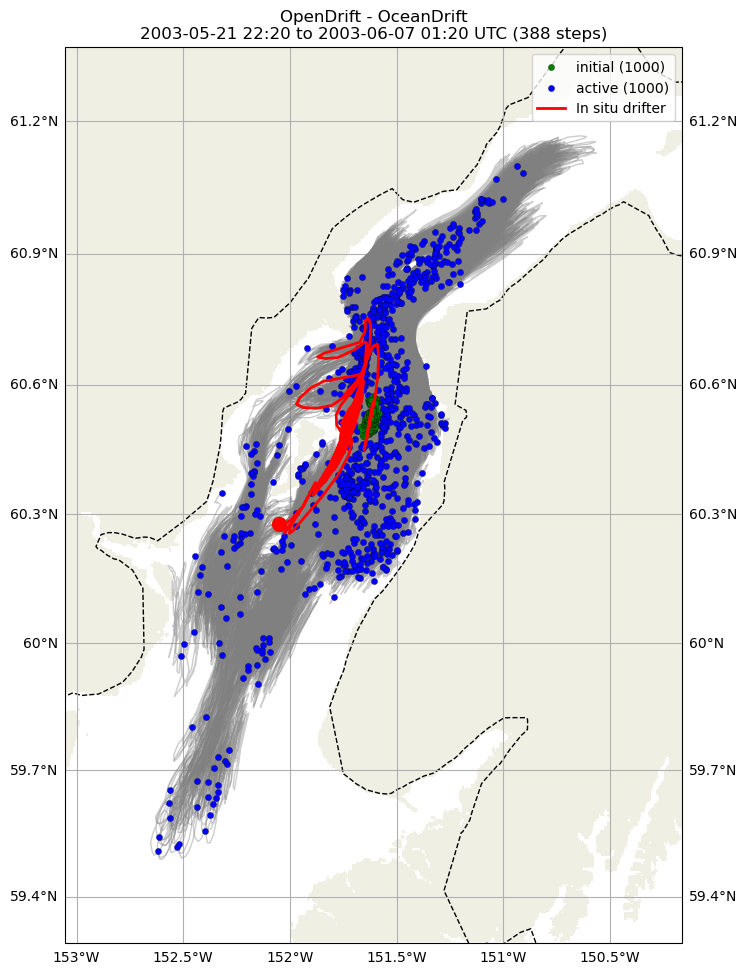 OpenDrift - OceanDrift
2003-05-21 22:20 to 2003-06-07 01:20 UTC (388 steps)
initial (1000)
active (1000)
In situ drifter
61.2°N
61.2°N
60.9°N
60.9°N
60.6°N
60.6°N
60.3°N
60.3°N
60°N
60°N
59.7°N
59.7°N
59.4°N
59.4°N
153°W
152.5°W
152°W
151.5°W
151°W
150.5°W